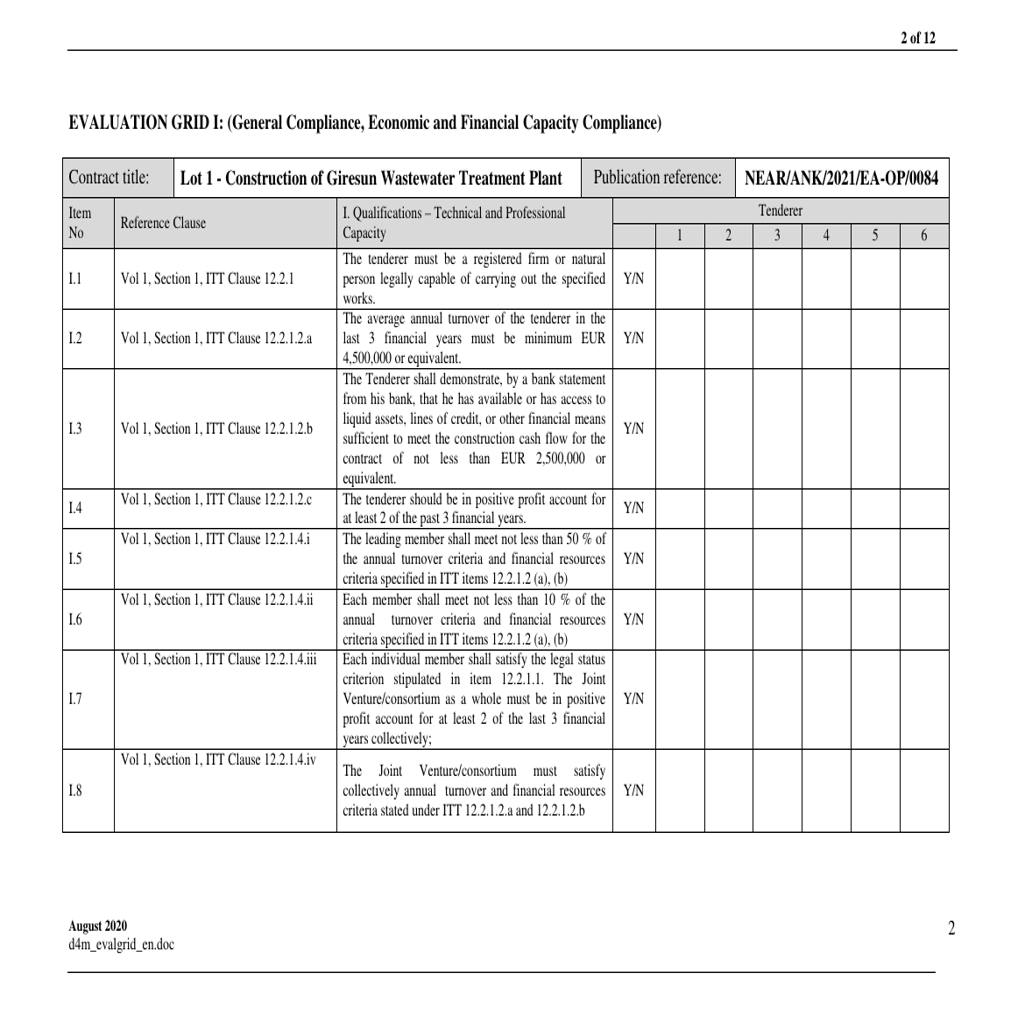 2 of 12
EVALUATION GRID I: (General Compliance, Economic and Financial Capacity Compliance)
Contract title:
Lot 1 - Construction of Giresun Wastewater Treatment Plant
Publication reference:
NEAR/ANK/2021/EA-OP/0084
Item
No
Reference Clause
I. Qualifications – Technical and Professional
Capacity
Tenderer
1 2 3 4 5 6
I.1
Vol 1, Section 1, ITT Clause 12.2.1
The tenderer must be a registered firm or natural
person legally capable of carrying out the specified
works.
Y/N
I.2
Vol 1, Section 1, ITT Clause 12.2.1.2.a
The average annual turnover of the tenderer in the
last 3 financial years must be minimum EUR
4,500,000 or equivalent.
Y/N
I.3
Vol 1, Section 1, ITT Clause 12.2.1.2.b
The Tenderer shall demonstrate, by a bank statement
from his bank, that he has available or has access to
liquid assets, lines of credit, or other financial means
sufficient to meet the construction cash flow for the
contract of not less than EUR 2,500,000 or
equivalent.
Y/N
I.4
Vol 1, Section 1, ITT Clause 12.2.1.2.c
The tenderer should be in positive profit account for
at least 2 of the past 3 financial years.
Y/N
I.5
Vol 1, Section 1, ITT Clause 12.2.1.4.i
The leading member shall meet not less than 50 % of
the annual turnover criteria and financial resources
criteria specified in ITT items 12.2.1.2 (a), (b)
Y/N
I.6
Vol 1, Section 1, ITT Clause 12.2.1.4.ii
Each member shall meet not less than 10 % of the
annual turnover criteria and financial resources
criteria specified in ITT items 12.2.1.2 (a), (b)
Y/N
I.7
Vol 1, Section 1, ITT Clause 12.2.1.4.iii
Each individual member shall satisfy the legal status
criterion stipulated in item 12.2.1.1. The Joint
Venture/consortium as a whole must be in positive
profit account for at least 2 of the last 3 financial
years collectively;
Y/N
I.8
Vol 1, Section 1, ITT Clause 12.2.1.4.iv
The Joint Venture/consortium must satisfy
collectively annual turnover and financial resources
criteria stated under ITT 12.2.1.2.a and 12.2.1.2.b
Y/N
August 2020
2
d4m_evalgrid_en.doc